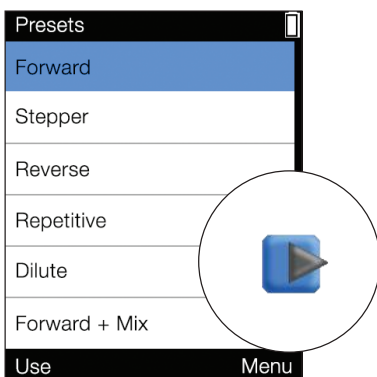 Presets
Forward
Stepper
Reverse
Repetitive
Dilute
Forward + Mix
Use Menu